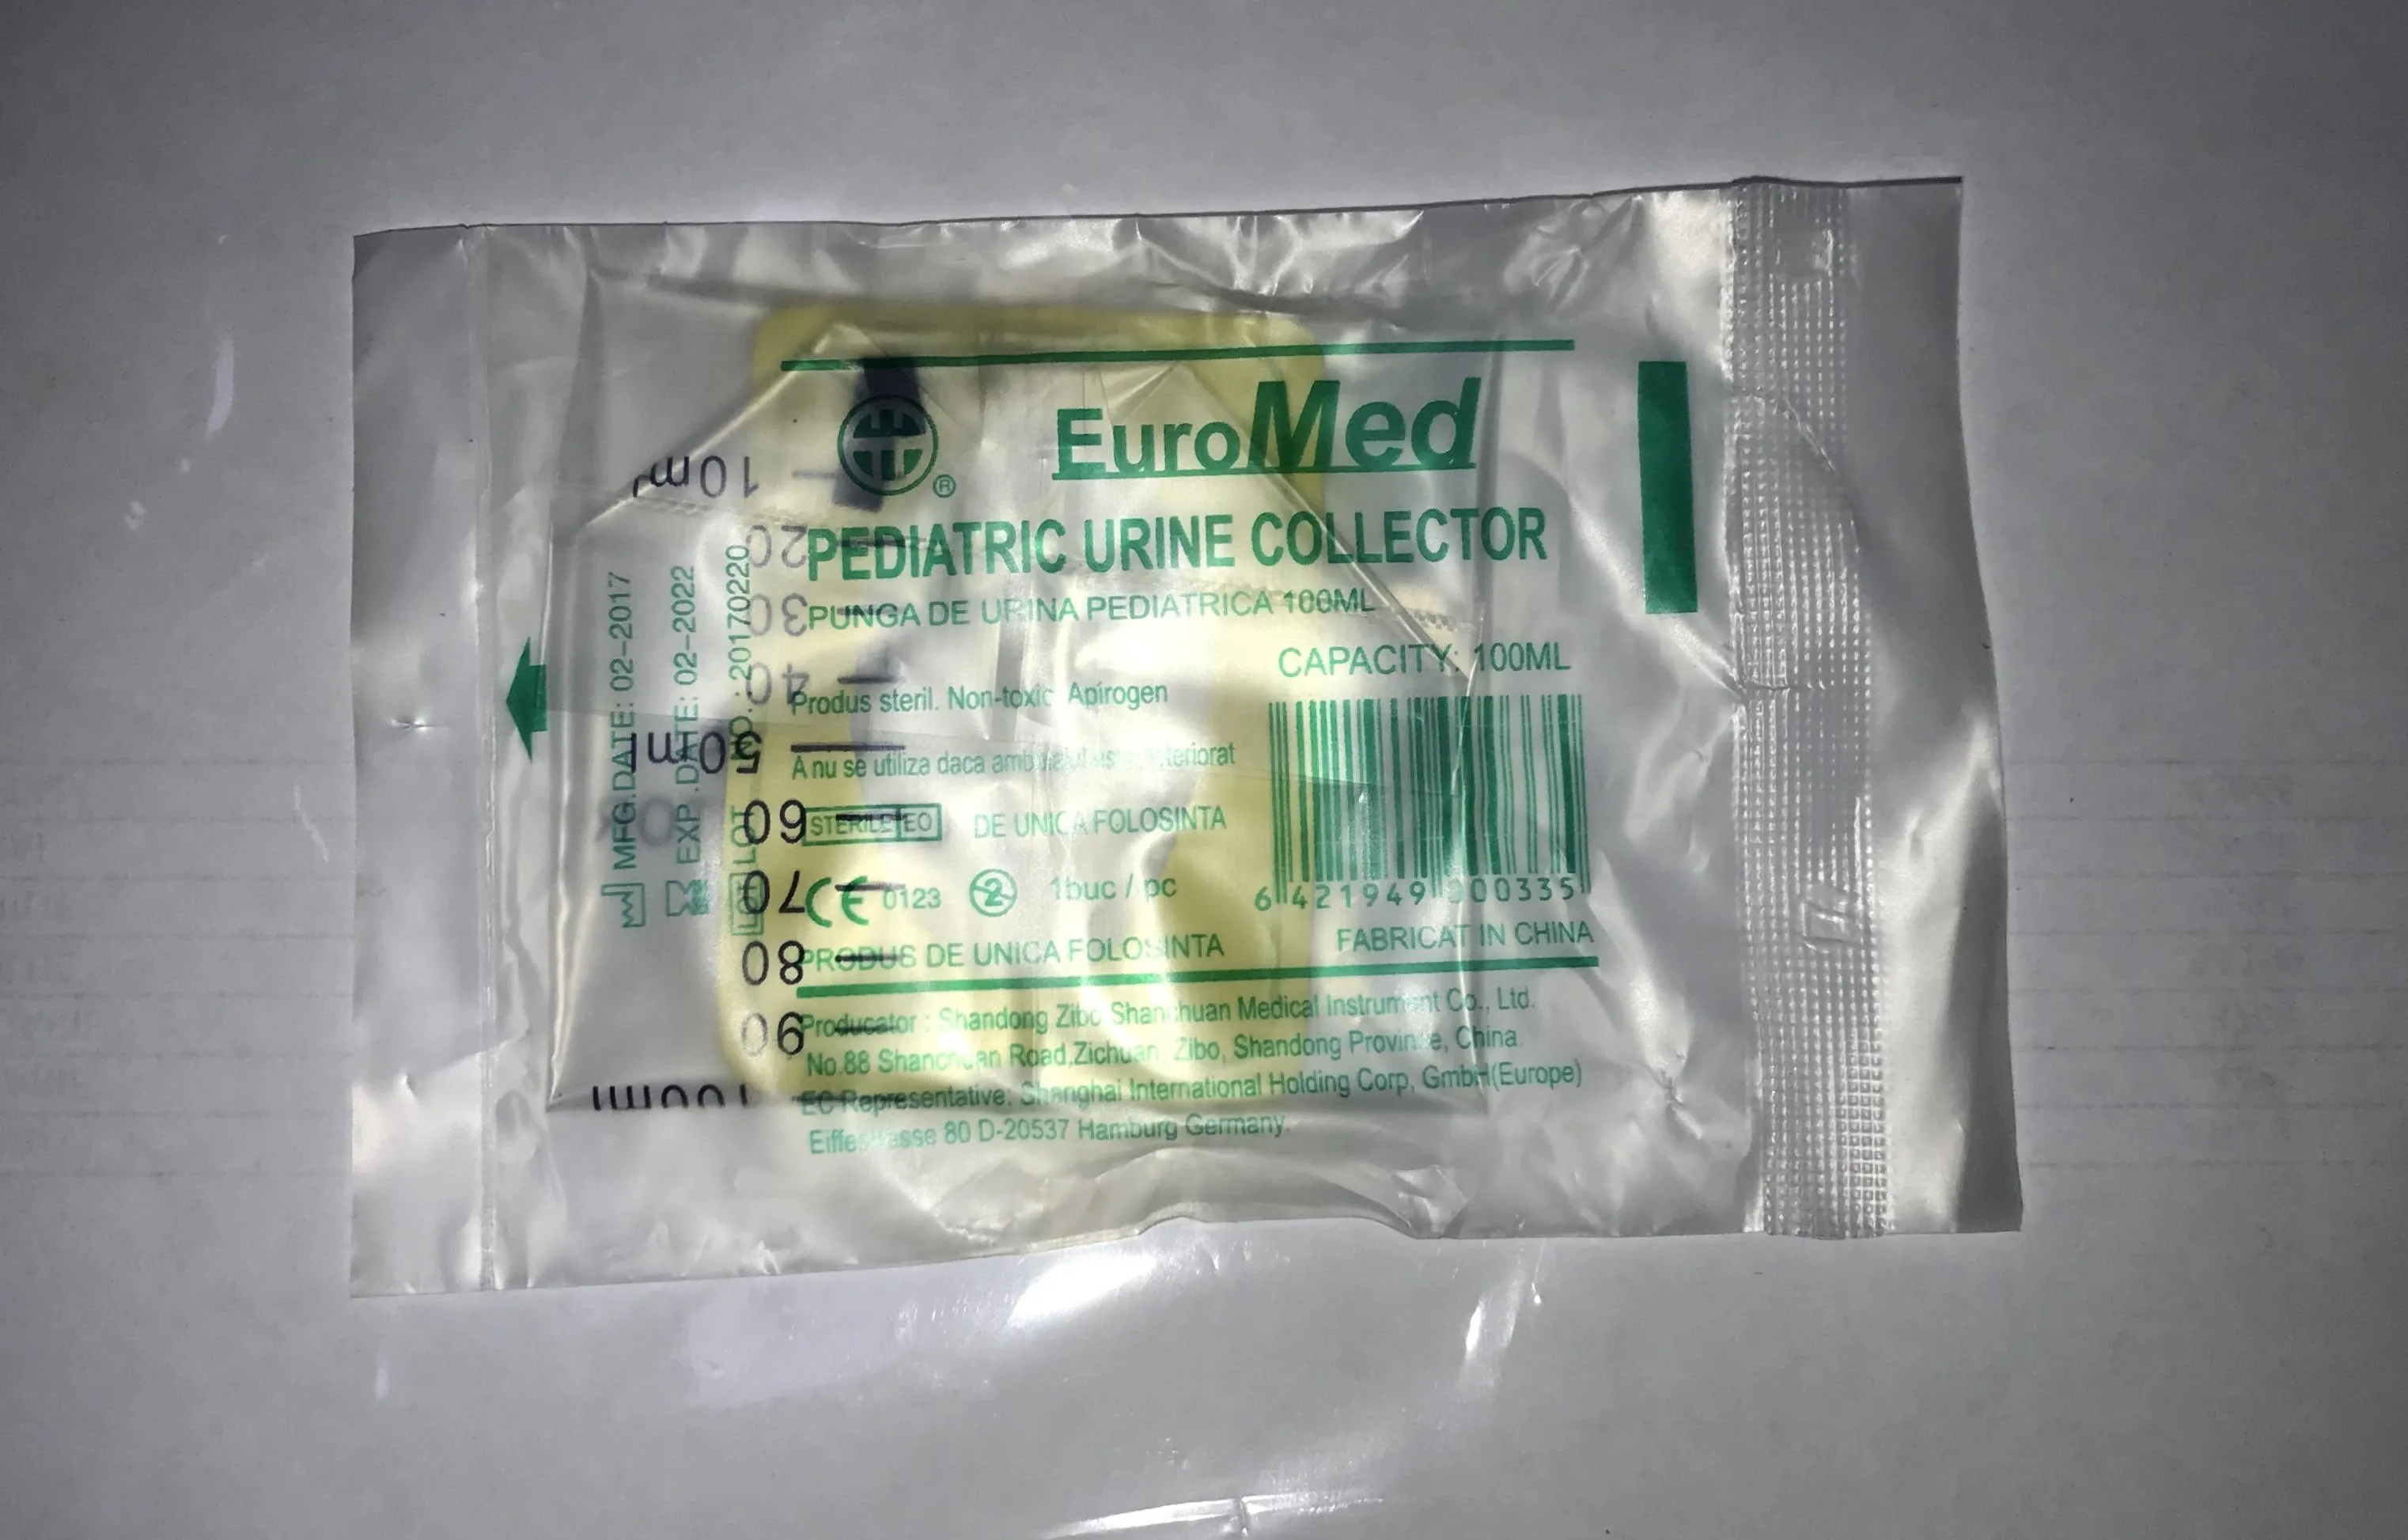 EuroMed
®
PEDIATRIC URINE COLLECTOR
PUNGA DE URINA PEDIATRICA 100ML
CAPACITY: 100ML
Produs steril. Non-toxic Apirogen
A nu se utiliza daca
STERILE EO
DE UNICA FOLOSINTA
CE 0123
2
1buc / pc
6 421949 000335
PRODUS DE UNICA FOLOSINTA
FABRICAT IN CHINA
Producator : Shandong Zibo Shanchuan Medical Instrument Co., Ltd.
No.88 Shanchuan Road,Zichuan Zibo, Shandong Province, China.
EC Representative: Shanghai International Holding Corp, GmbH(Europe)
Eiffestrasse 80 D-20537 Hamburg Germany.
MFG.DATE: 02-2017
EXP.DATE: 02-2022
LOT LOT NO.: 20170220
10ml
20
30
40
50ml
60
70
80
90
100ml